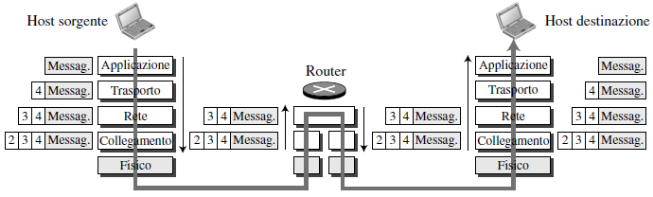 Host sorgente
Host destinazione
Router
Messag. Applicazione
4 Messag. Trasporto
3 4 Messag. Rete
2 3 4 Messag. Collegamento
Fisico
3 4 Messag.
2 3 4 Messag.
3 4 Messag.
2 3 4 Messag.
Applicazione Messag.
Trasporto 4 Messag.
Rete 3 4 Messag.
Collegamento 2 3 4 Messag.
Fisico